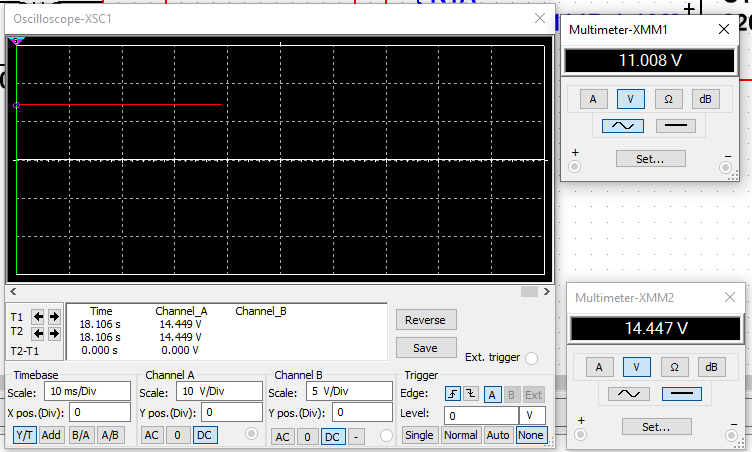 Oscilloscope-XSC1
Time Channel_A Channel_B
T1 18.106 s 14.449 V
T2 18.106 s 14.449 V
T2-T1 0.000 s 0.000 V
Reverse
Save
Ext. trigger
Timebase
Scale: 10 ms/Div
X pos.(Div): 0
Y/T Add B/A A/B
Channel A
Scale: 10 V/Div
Y pos.(Div): 0
AC 0 DC
Channel B
Scale: 5 V/Div
Y pos.(Div): 0
AC 0 DC -
Trigger
Edge: A B Ext
Level: 0 V
Single Normal Auto None
Multimeter-XMM1
11.008 V
A V Ω dB
+ Set... –
Multimeter-XMM2
14.447 V
A V Ω dB
+ Set... –